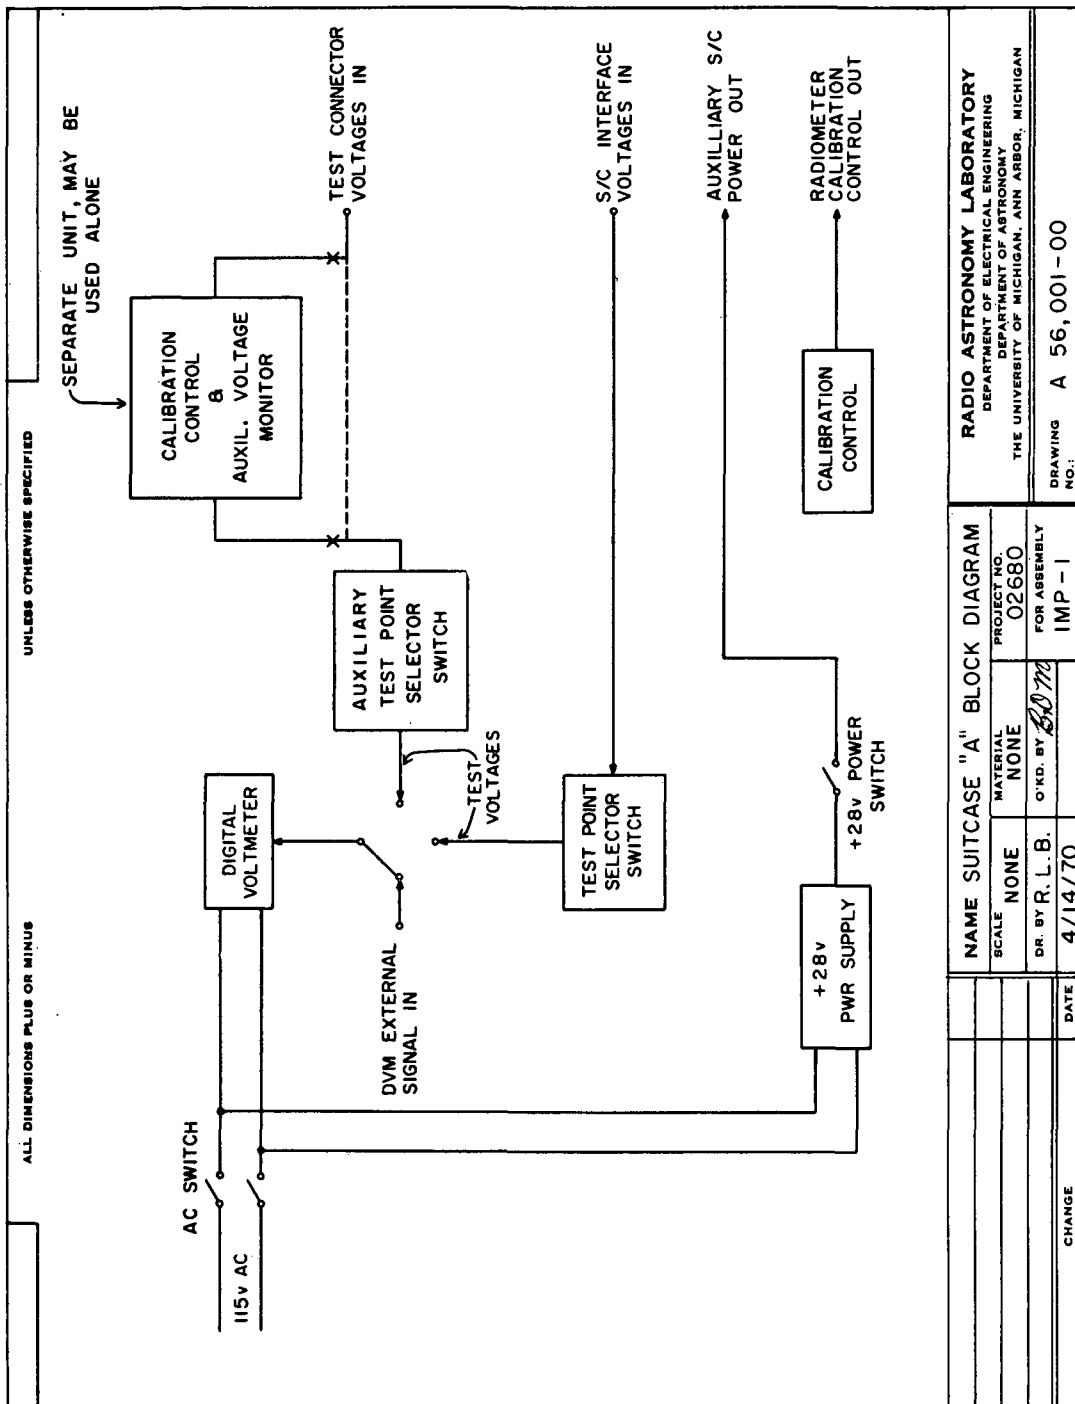 ALL DIMENSIONS PLUS OR MINUS
UNLESS OTHERWISE SPECIFIED
SEPARATE UNIT, MAY BE
USED ALONE
CALIBRATION
CONTROL
&
AUXIL. VOLTAGE
MONITOR
TEST CONNECTOR
VOLTAGES IN
AC SWITCH
115v AC
DIGITAL
VOLTMETER
AUXILIARY
TEST POINT
SELECTOR
SWITCH
DVM EXTERNAL
SIGNAL IN
TEST
VOLTAGES
TEST POINT
SELECTOR
SWITCH
S/C INTERFACE
VOLTAGES IN
AUXILLIARY S/C
POWER OUT
+28v
PWR SUPPLY
+28v POWER
SWITCH
CALIBRATION
CONTROL
RADIOMETER
CALIBRATION
CONTROL OUT
CHANGE
DATE
NAME SUITCASE "A" BLOCK DIAGRAM
SCALE
NONE
MATERIAL
NONE
PROJECT NO.
02680
DR. BY R. L. B.
O'KD. BY BDM
FOR ASSEMBLY
IMP-1
4/14/70
RADIO ASTRONOMY LABORATORY
DEPARTMENT OF ELECTRICAL ENGINEERING
DEPARTMENT OF ASTRONOMY
THE UNIVERSITY OF MICHIGAN, ANN ARBOR, MICHIGAN
DRAWING
NO.:
A 56,001-00